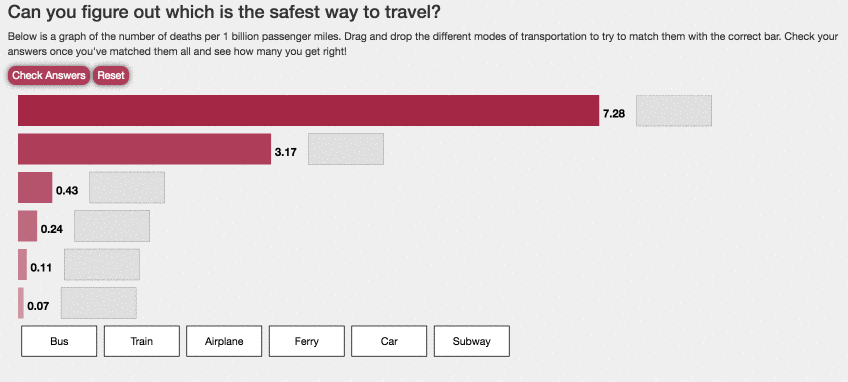 Can you figure out which is the safest way to travel?
Below is a graph of the number of deaths per 1 billion passenger miles. Drag and drop the different modes of transportation to try to match them with the correct bar. Check your
answers once you've matched them all and see how many you get right!
Check Answers Reset
7.28
3.17
0.43
0.24
0.11
0.07
Bus Train Airplane Ferry Car Subway